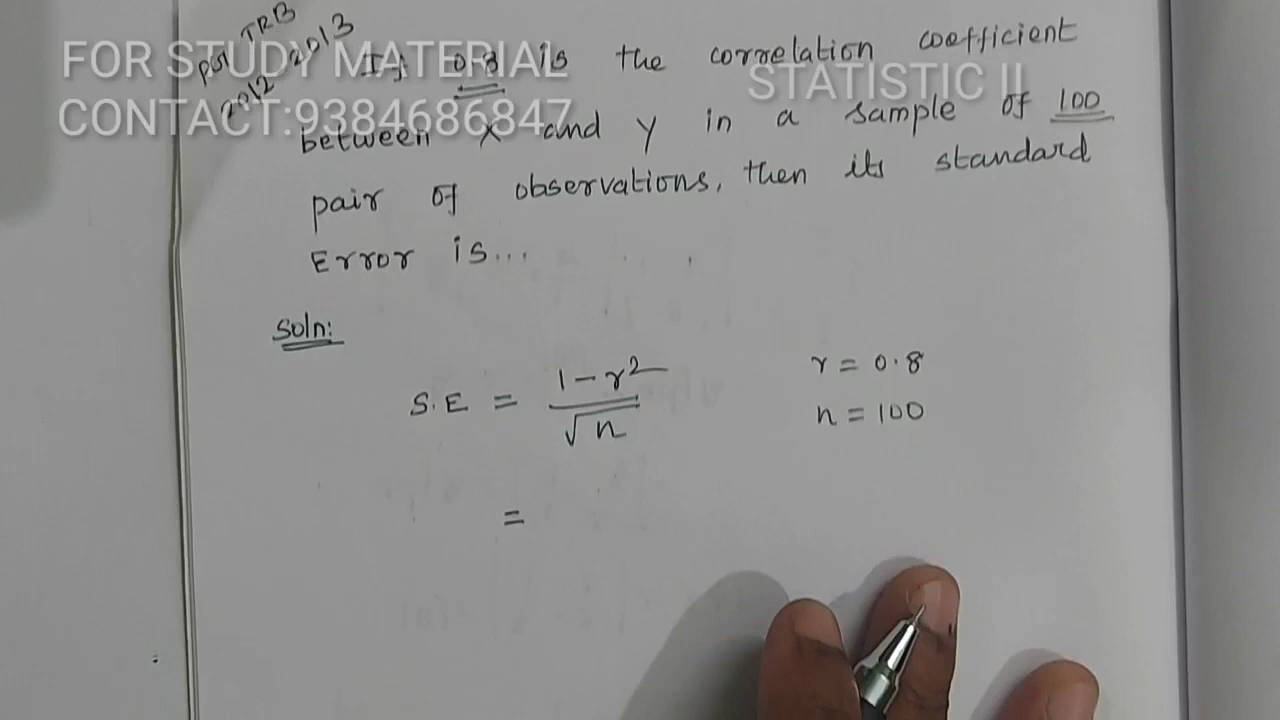 PG TRB
2012-2013
FOR STUDY MATERIAL
CONTACT:9384686847
STATISTIC II
If 0.8 is the correlation coefficient
between x and y in a sample of 100
pair of observations, then its standard
Error is...
Soln:
S.E = 1-r² / √n
r = 0.8
n = 100
=